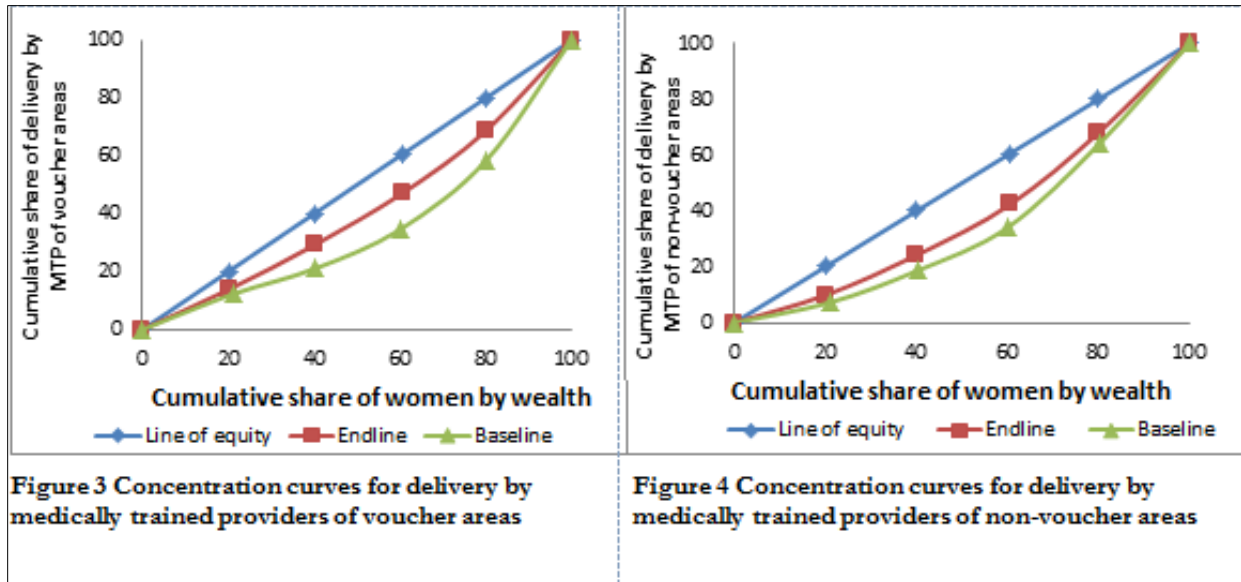 Cumulative share of delivery by
MTP of voucher areas
100
80
60
40
20
0
0 20 40 60 80 100
Cumulative share of women by wealth
Line of equity Endline Baseline
Figure 3 Concentration curves for delivery by
medically trained providers of voucher areas
Cumulative share of delivery by
MTP of non-voucher areas
100
80
60
40
20
0
0 20 40 60 80 100
Cumulative share of women by wealth
Line of equity Endline Baseline
Figure 4 Concentration curves for delivery by
medically trained providers of non-voucher areas